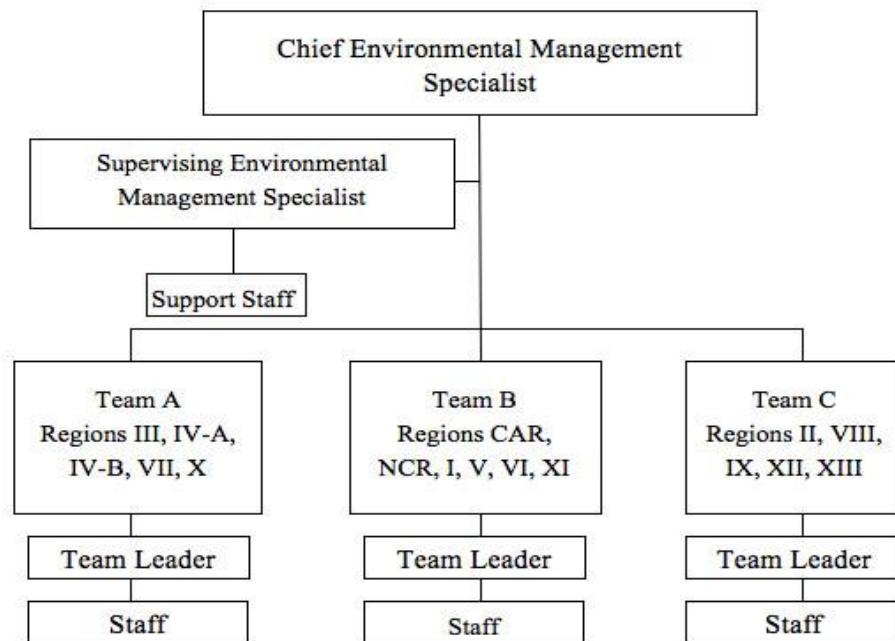 Chief Environmental Management
Specialist
Supervising Environmental
Management Specialist
Support Staff
Team A
Regions III, IV-A,
IV-B, VII, X
Team B
Regions CAR,
NCR, I, V, VI, XI
Team C
Regions II, VIII,
IX, XII, XIII
Team Leader
Team Leader
Team Leader
Staff
Staff
Staff